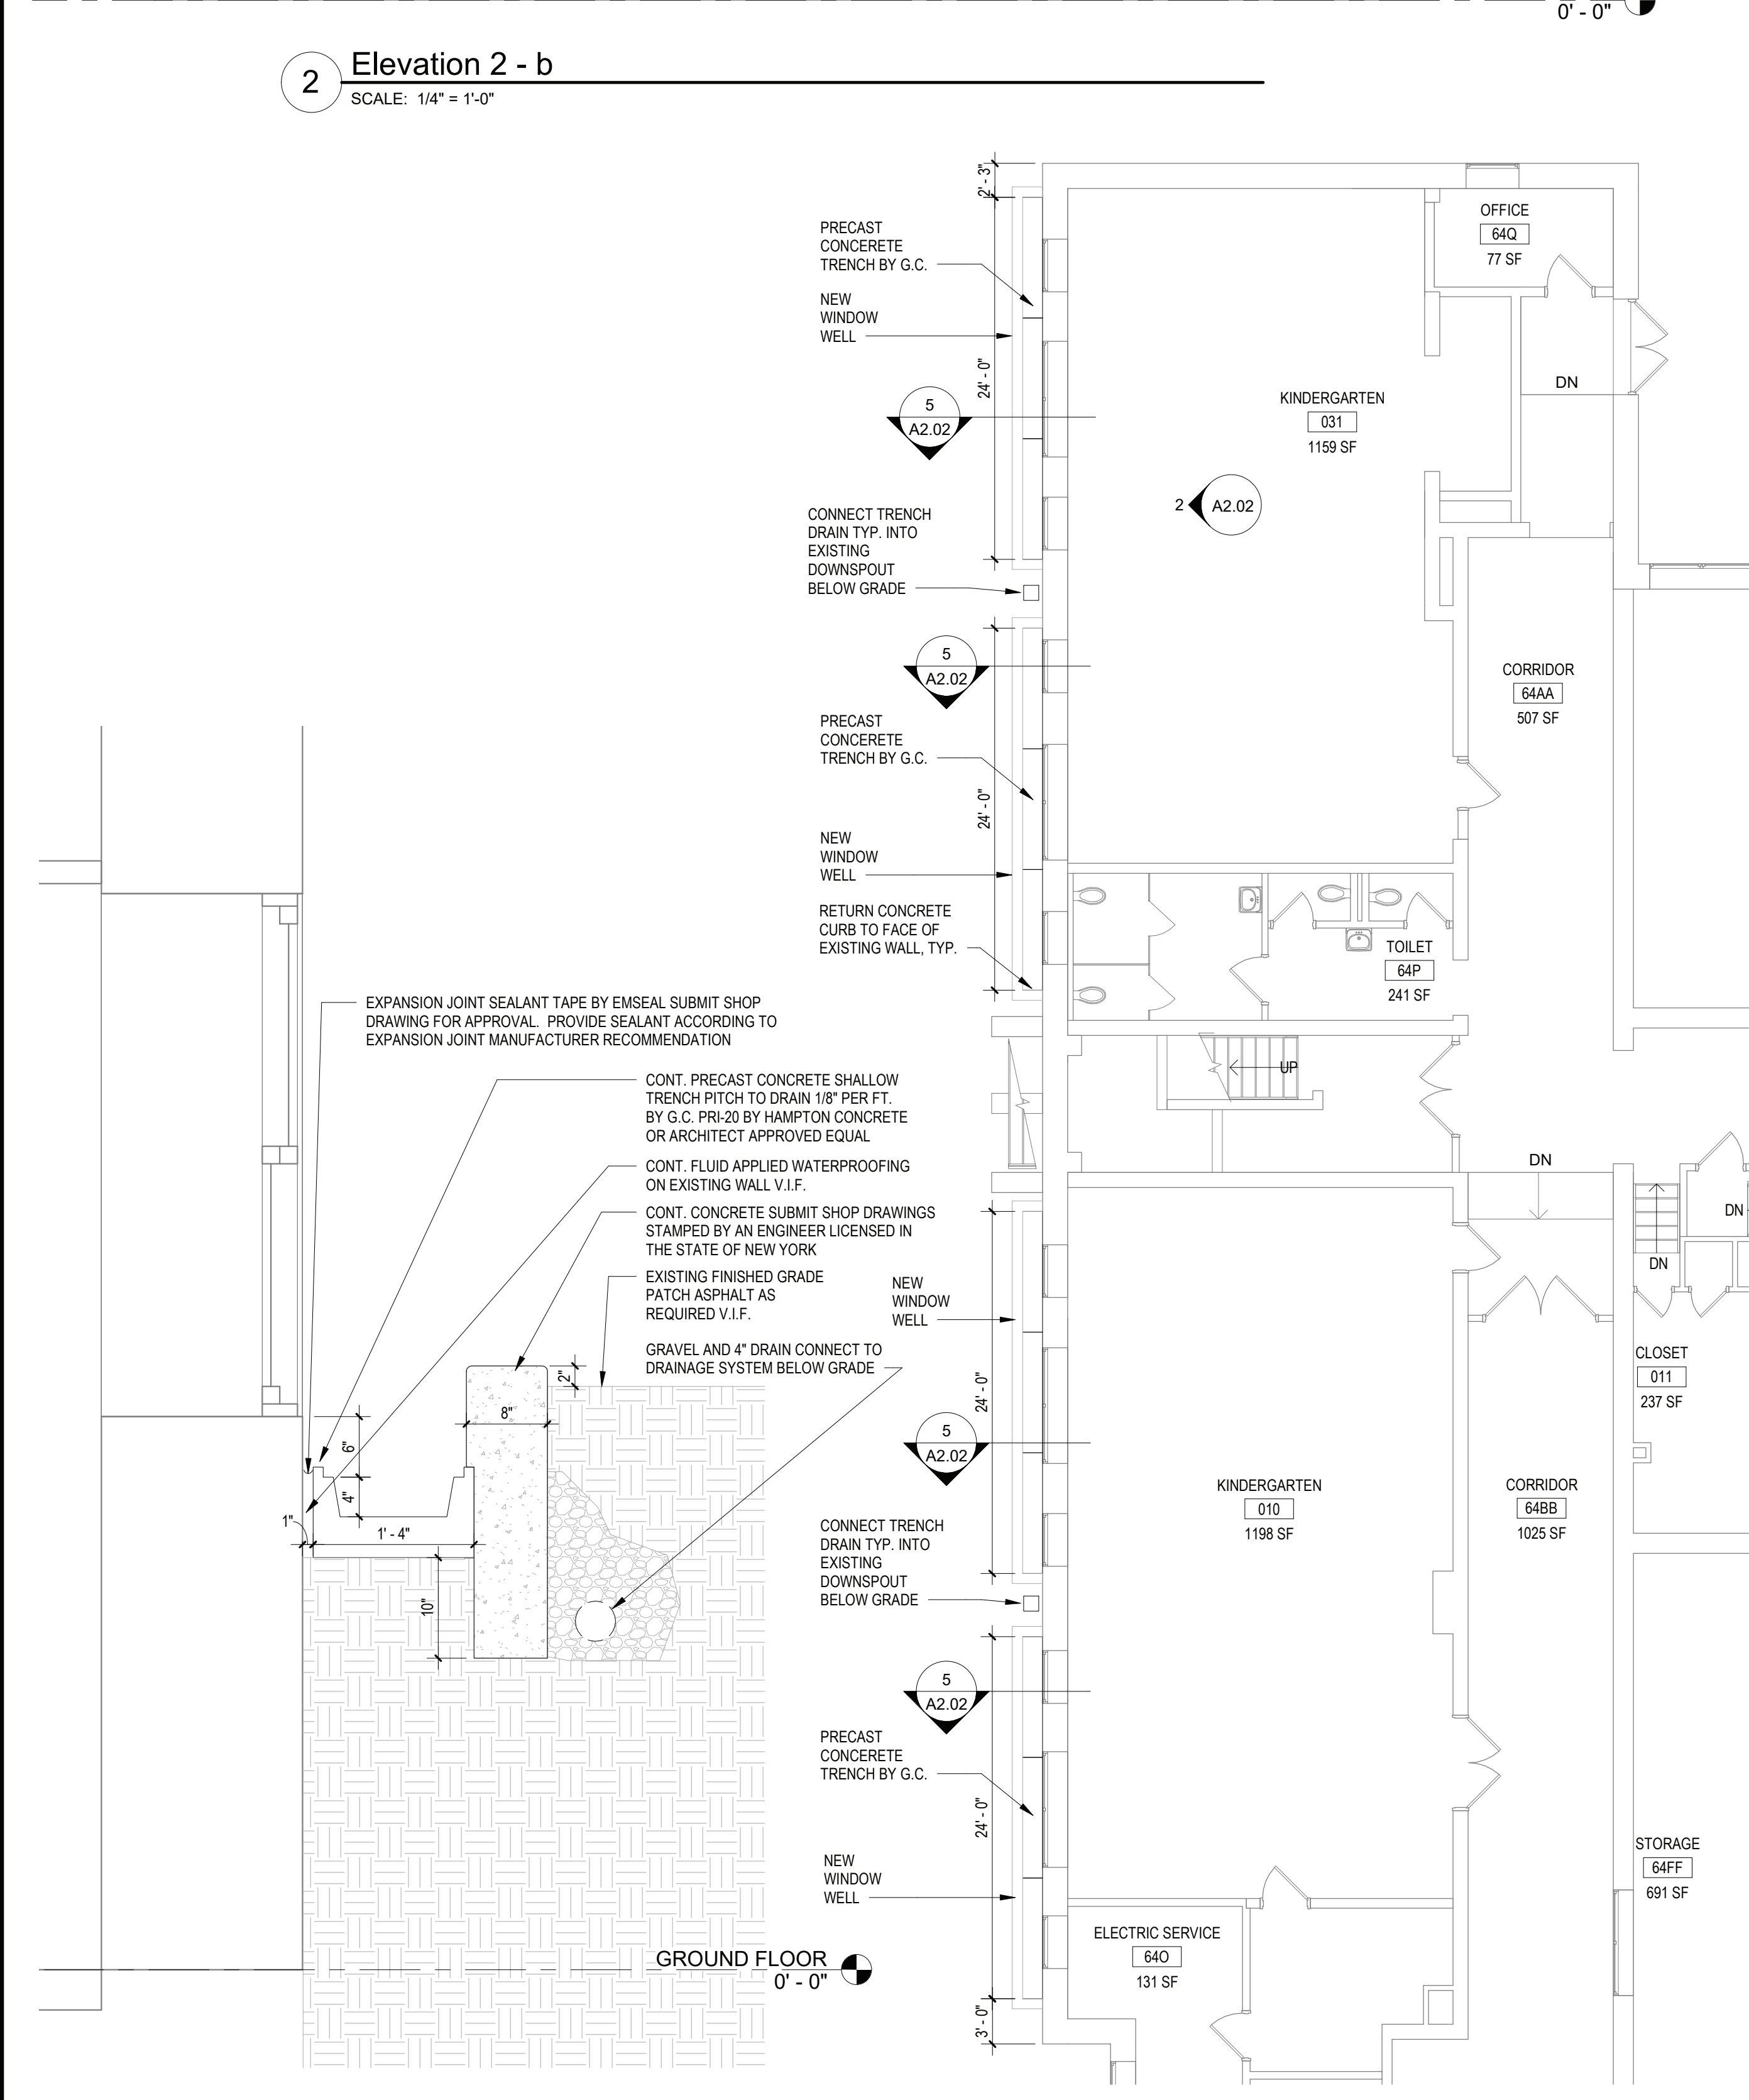 0' - 0"
2
Elevation 2 - b
SCALE: 1/4" = 1'-0"
2' - 3"
PRECAST
CONCERETE
TRENCH BY G.C.
NEW
WINDOW
WELL
24' - 0"
5
A2.02
OFFICE
64Q
77 SF
DN
KINDERGARTEN
031
1159 SF
2
A2.02
CONNECT TRENCH
DRAIN TYP. INTO
EXISTING
DOWNSPOUT
BELOW GRADE
5
A2.02
CORRIDOR
64AA
507 SF
PRECAST
CONCERETE
TRENCH BY G.C.
24' - 0"
NEW
WINDOW
WELL
RETURN CONCRETE
CURB TO FACE OF
EXISTING WALL, TYP.
TOILET
64P
241 SF
UP
DN
DN
DN
EXPANSION JOINT SEALANT TAPE BY EMSEAL SUBMIT SHOP
DRAWING FOR APPROVAL.  PROVIDE SEALANT ACCORDING TO
EXPANSION JOINT MANUFACTURER RECOMMENDATION
CONT. PRECAST CONCRETE SHALLOW
TRENCH PITCH TO DRAIN 1/8" PER FT.
BY G.C. PRI-20 BY HAMPTON CONCRETE
OR ARCHITECT APPROVED EQUAL
CONT. FLUID APPLIED WATERPROOFING
ON EXISTING WALL V.I.F.
CONT. CONCRETE SUBMIT SHOP DRAWINGS
STAMPED BY AN ENGINEER LICENSED IN
THE STATE OF NEW YORK
EXISTING FINISHED GRADE
PATCH ASPHALT AS
REQUIRED V.I.F.
GRAVEL AND 4" DRAIN CONNECT TO
DRAINAGE SYSTEM BELOW GRADE
2"
8"
6"
4"
1"
1' - 4"
10"
NEW
WINDOW
WELL
24' - 0"
5
A2.02
CLOSET
011
237 SF
KINDERGARTEN
010
1198 SF
CORRIDOR
64BB
1025 SF
CONNECT TRENCH
DRAIN TYP. INTO
EXISTING
DOWNSPOUT
BELOW GRADE
5
A2.02
PRECAST
CONCERETE
TRENCH BY G.C.
24' - 0"
NEW
WINDOW
WELL
STORAGE
64FF
691 SF
ELECTRIC SERVICE
64O
131 SF
GROUND FLOOR
0' - 0"
3' - 0"